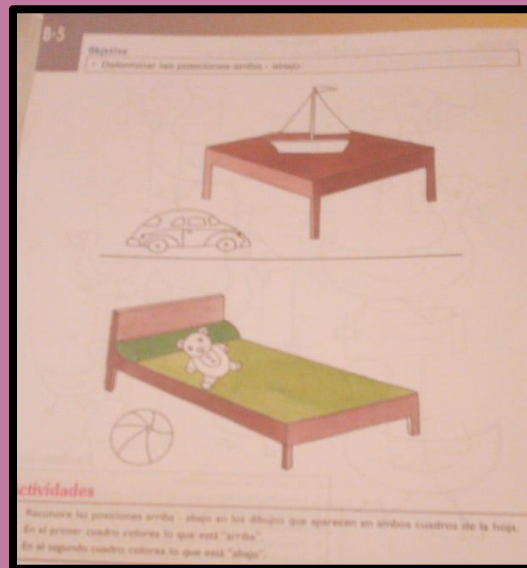 B-5
Objetivo
• Determinar las posiciones arriba - abajo
ctividades
Reconoce las posiciones arriba - abajo en los dibujos que aparecen en ambos cuadros de la hoja.
En el primer cuadro colorea lo que está "arriba".
En el segundo cuadro colorea lo que está "abajo".